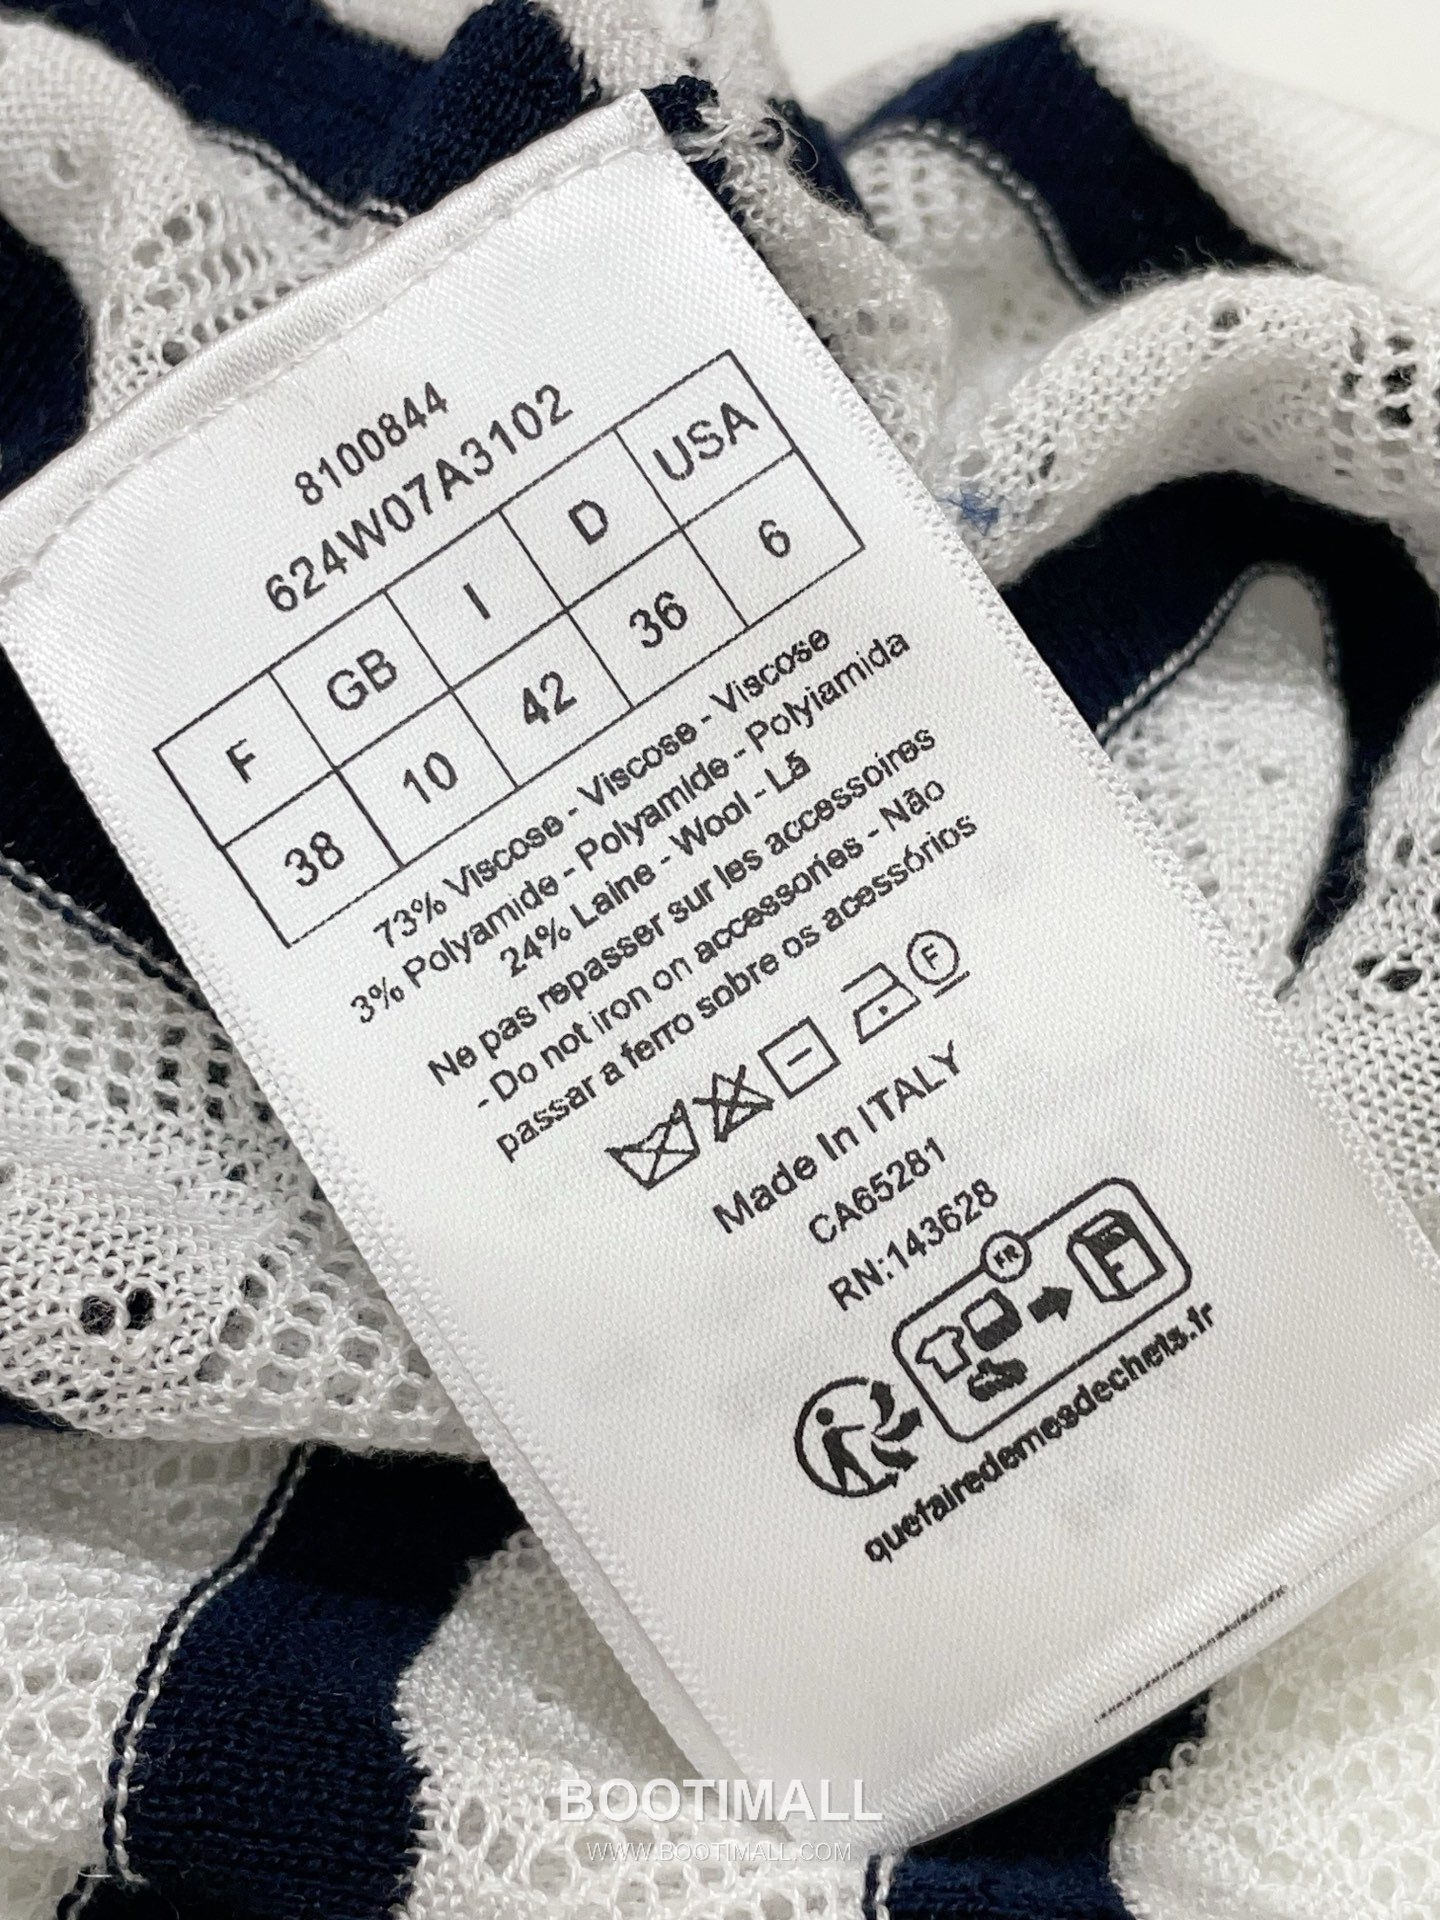 8100844
624W07A3102
F GB I D USA
38 10 42 36 6
73% Viscose - Viscose - Viscose
3% Polyamide - Polyamide - Polyiamida
24% Laine - Wool - Lã
Ne pas repasser sur les accessoires
- Do not iron on accessories - Não
passar a ferro sobre os acessórios
F
Made In ITALY
CA65281
RN:143628
FR
quefairedemesdechets.fr
BOOTIMALL
WWW.BOOTIMALL.COM